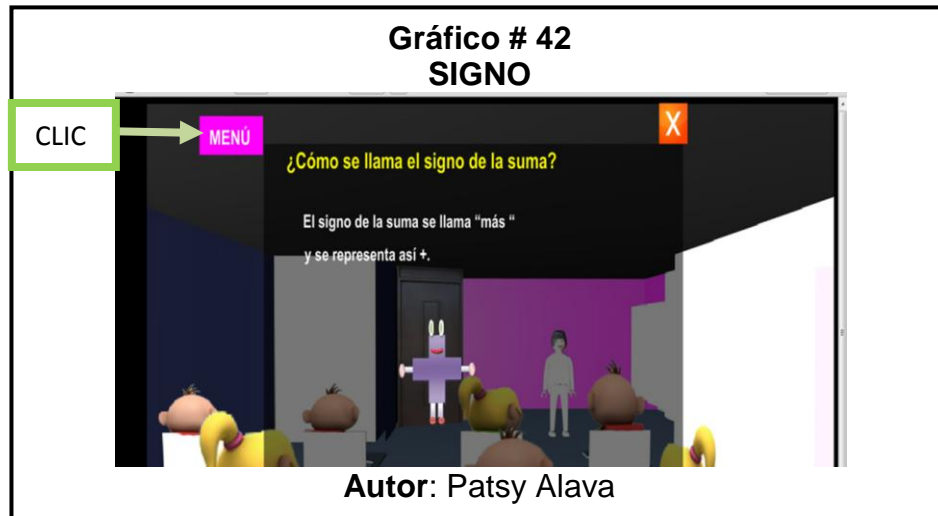 Gráfico # 42
SIGNO
CLIC
MENÚ
X
¿Cómo se llama el signo de la suma?
El signo de la suma se llama “más “
y se representa así +.
Autor: Patsy Alava